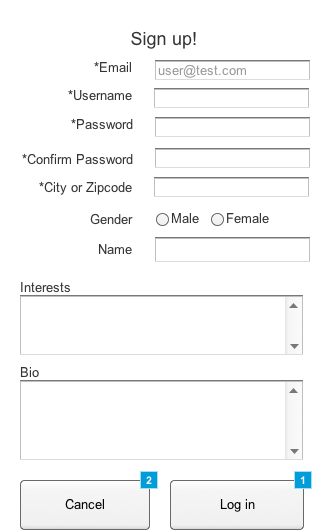 Sign up!
*Email user@test.com
*Username
*Password
*Confirm Password
*City or Zipcode
Gender Male Female
Name
Interests
Bio
2 1
Cancel Log in